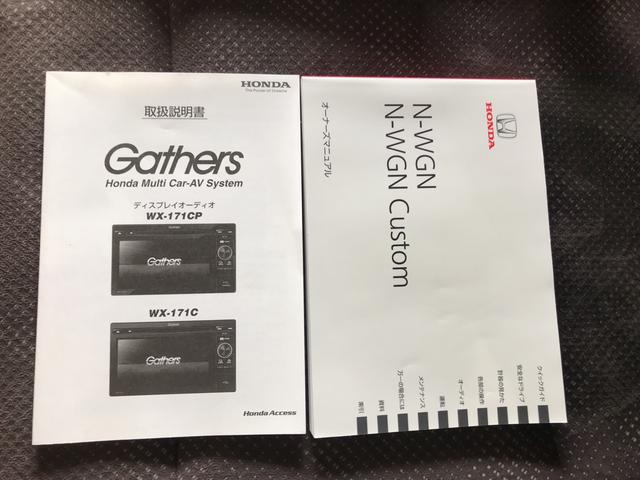 HONDA
The Power of Dreams
取扱説明書
Gathers
Honda Multi Car-AV System
ディスプレイオーディオ
WX-171CP
Gathers
WX-171C
Gathers
Honda Access
HONDA
N-WGN
N-WGN Custom
オーナーズマニュアル
クイックガイド
安全なドライブ
計器の見かた
各部の操作
オーディオ
運転
メンテナンス
万一の場合には
資料
索引